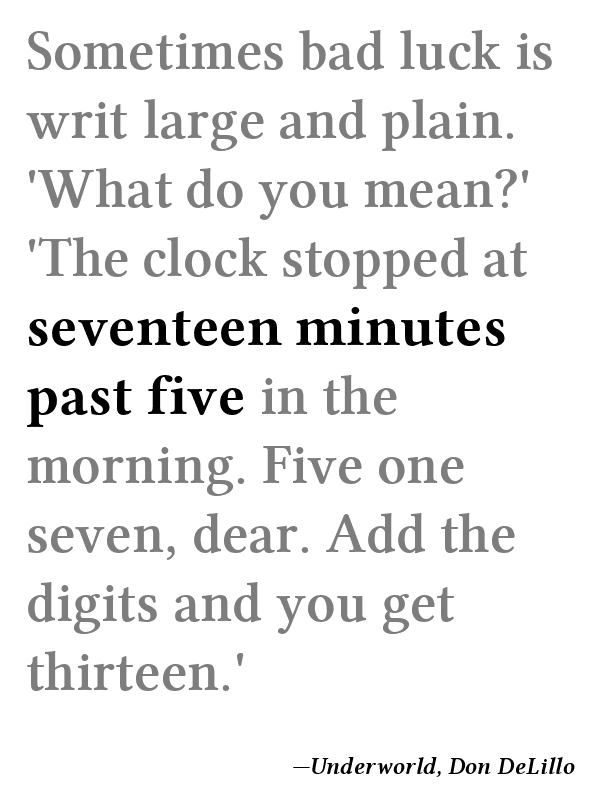 Sometimes bad luck is
writ large and plain.
'What do you mean?'
'The clock stopped at
seventeen minutes
past five in the
morning. Five one
seven, dear. Add the
digits and you get
thirteen.'
—Underworld, Don DeLillo